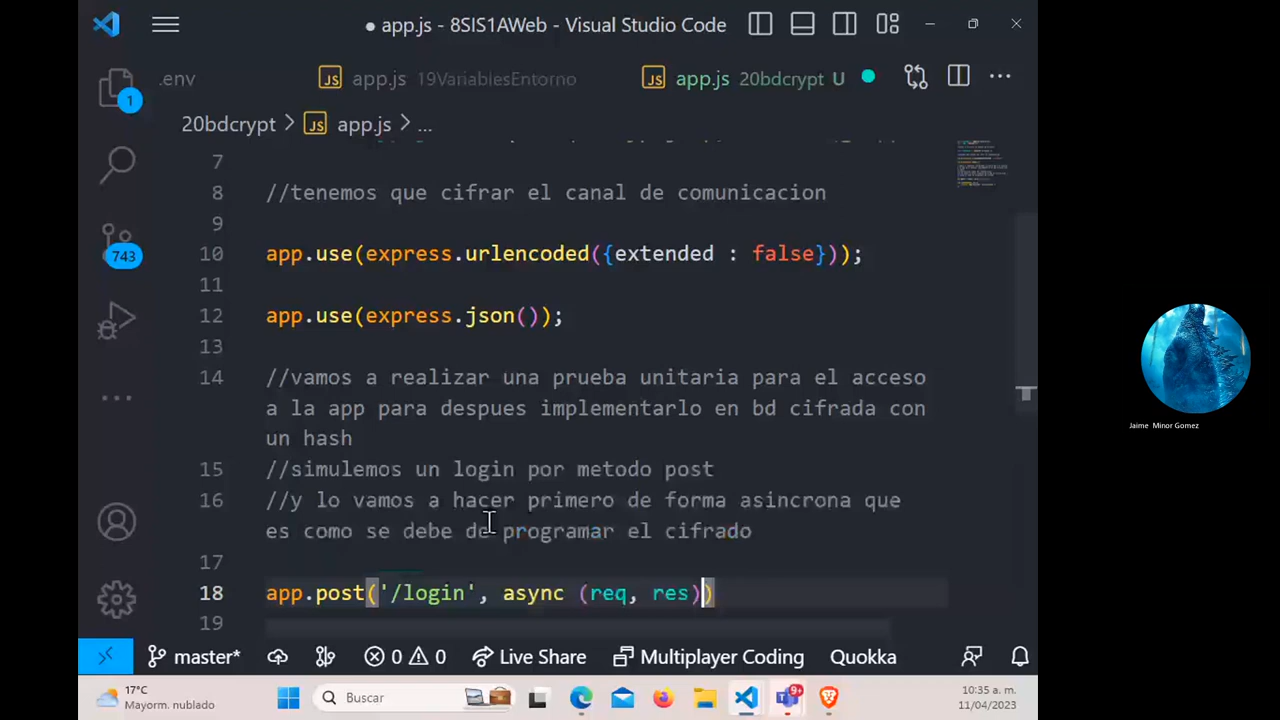 app.js - 8SIS1AWeb - Visual Studio Code
.env
JS app.js 19VariablesEntorno
JS app.js 20bdcrypt U
20bdcrypt > JS app.js > ...
7
8 //tenemos que cifrar el canal de comunicacion
9
10 app.use(express.urlencoded({extended : false}));
11
12 app.use(express.json());
13
14 //vamos a realizar una prueba unitaria para el acceso
a la app para despues implementarlo en bd cifrada con
un hash
15 //simulemos un login por metodo post
16 //y lo vamos a hacer primero de forma asincrona que
es como se debe de programar el cifrado
17
18 app.post('/login', async (req, res))
19
1
743
Jaime Minor Gomez
master* 0 0 Live Share Multiplayer Coding Quokka
17°C
Mayorm. nublado
Buscar
9+
10:35 a. m.
11/04/2023